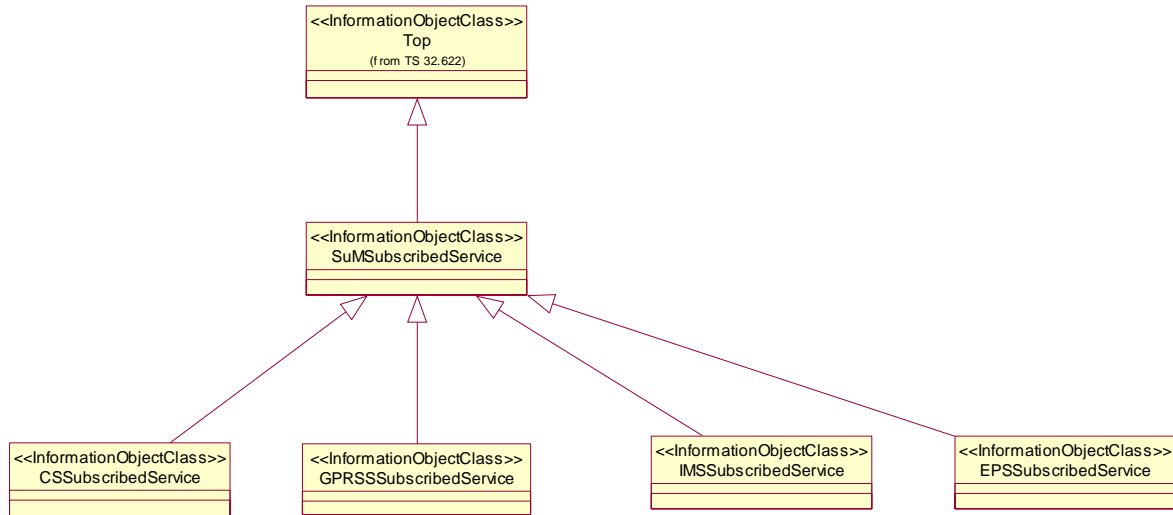 <<InformationObjectClass>>
Top
(from TS 32.622)
<<InformationObjectClass>>
SuMSubscribedService
<<InformationObjectClass>>
CSSubscribedService
<<InformationObjectClass>>
GPRSSSubscribedService
<<InformationObjectClass>>
IMSSubscribedService
<<InformationObjectClass>>
EPSSubscribedService